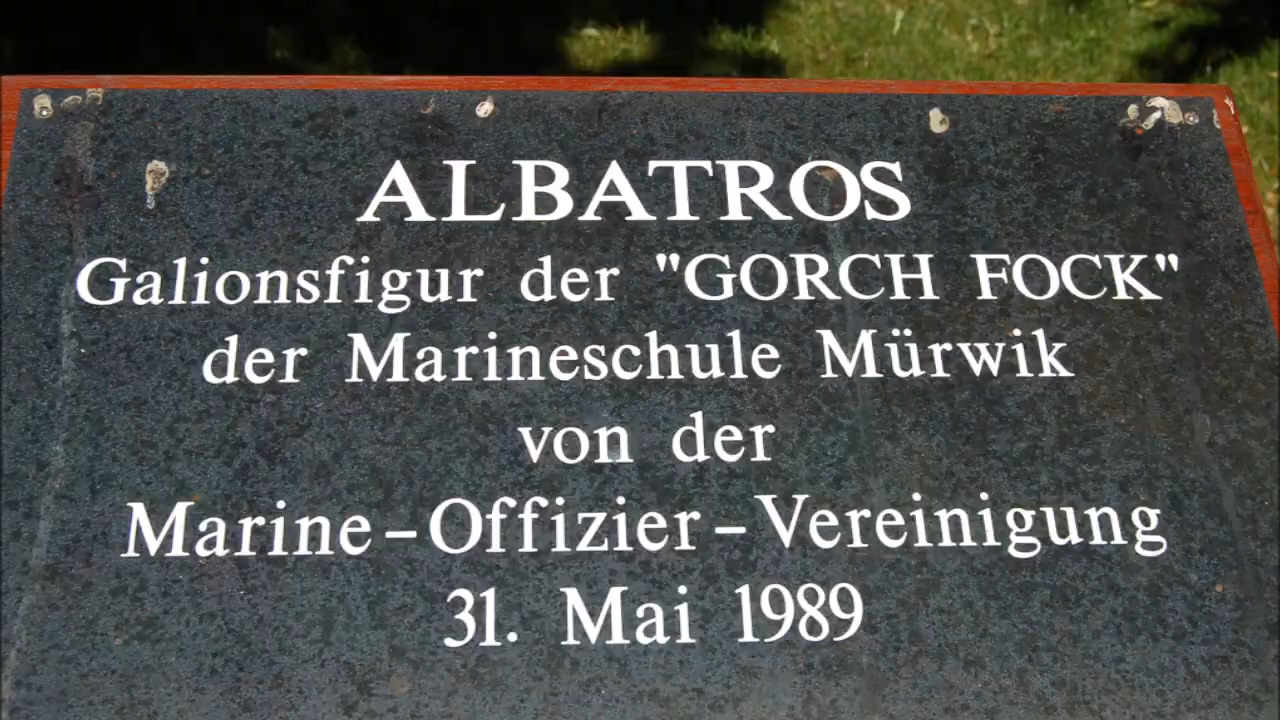 ALBATROS
Galionsfigur der "GORCH FOCK"
der Marineschule Mürwik
von der
Marine-Offizier-Vereinigung
31. Mai 1989